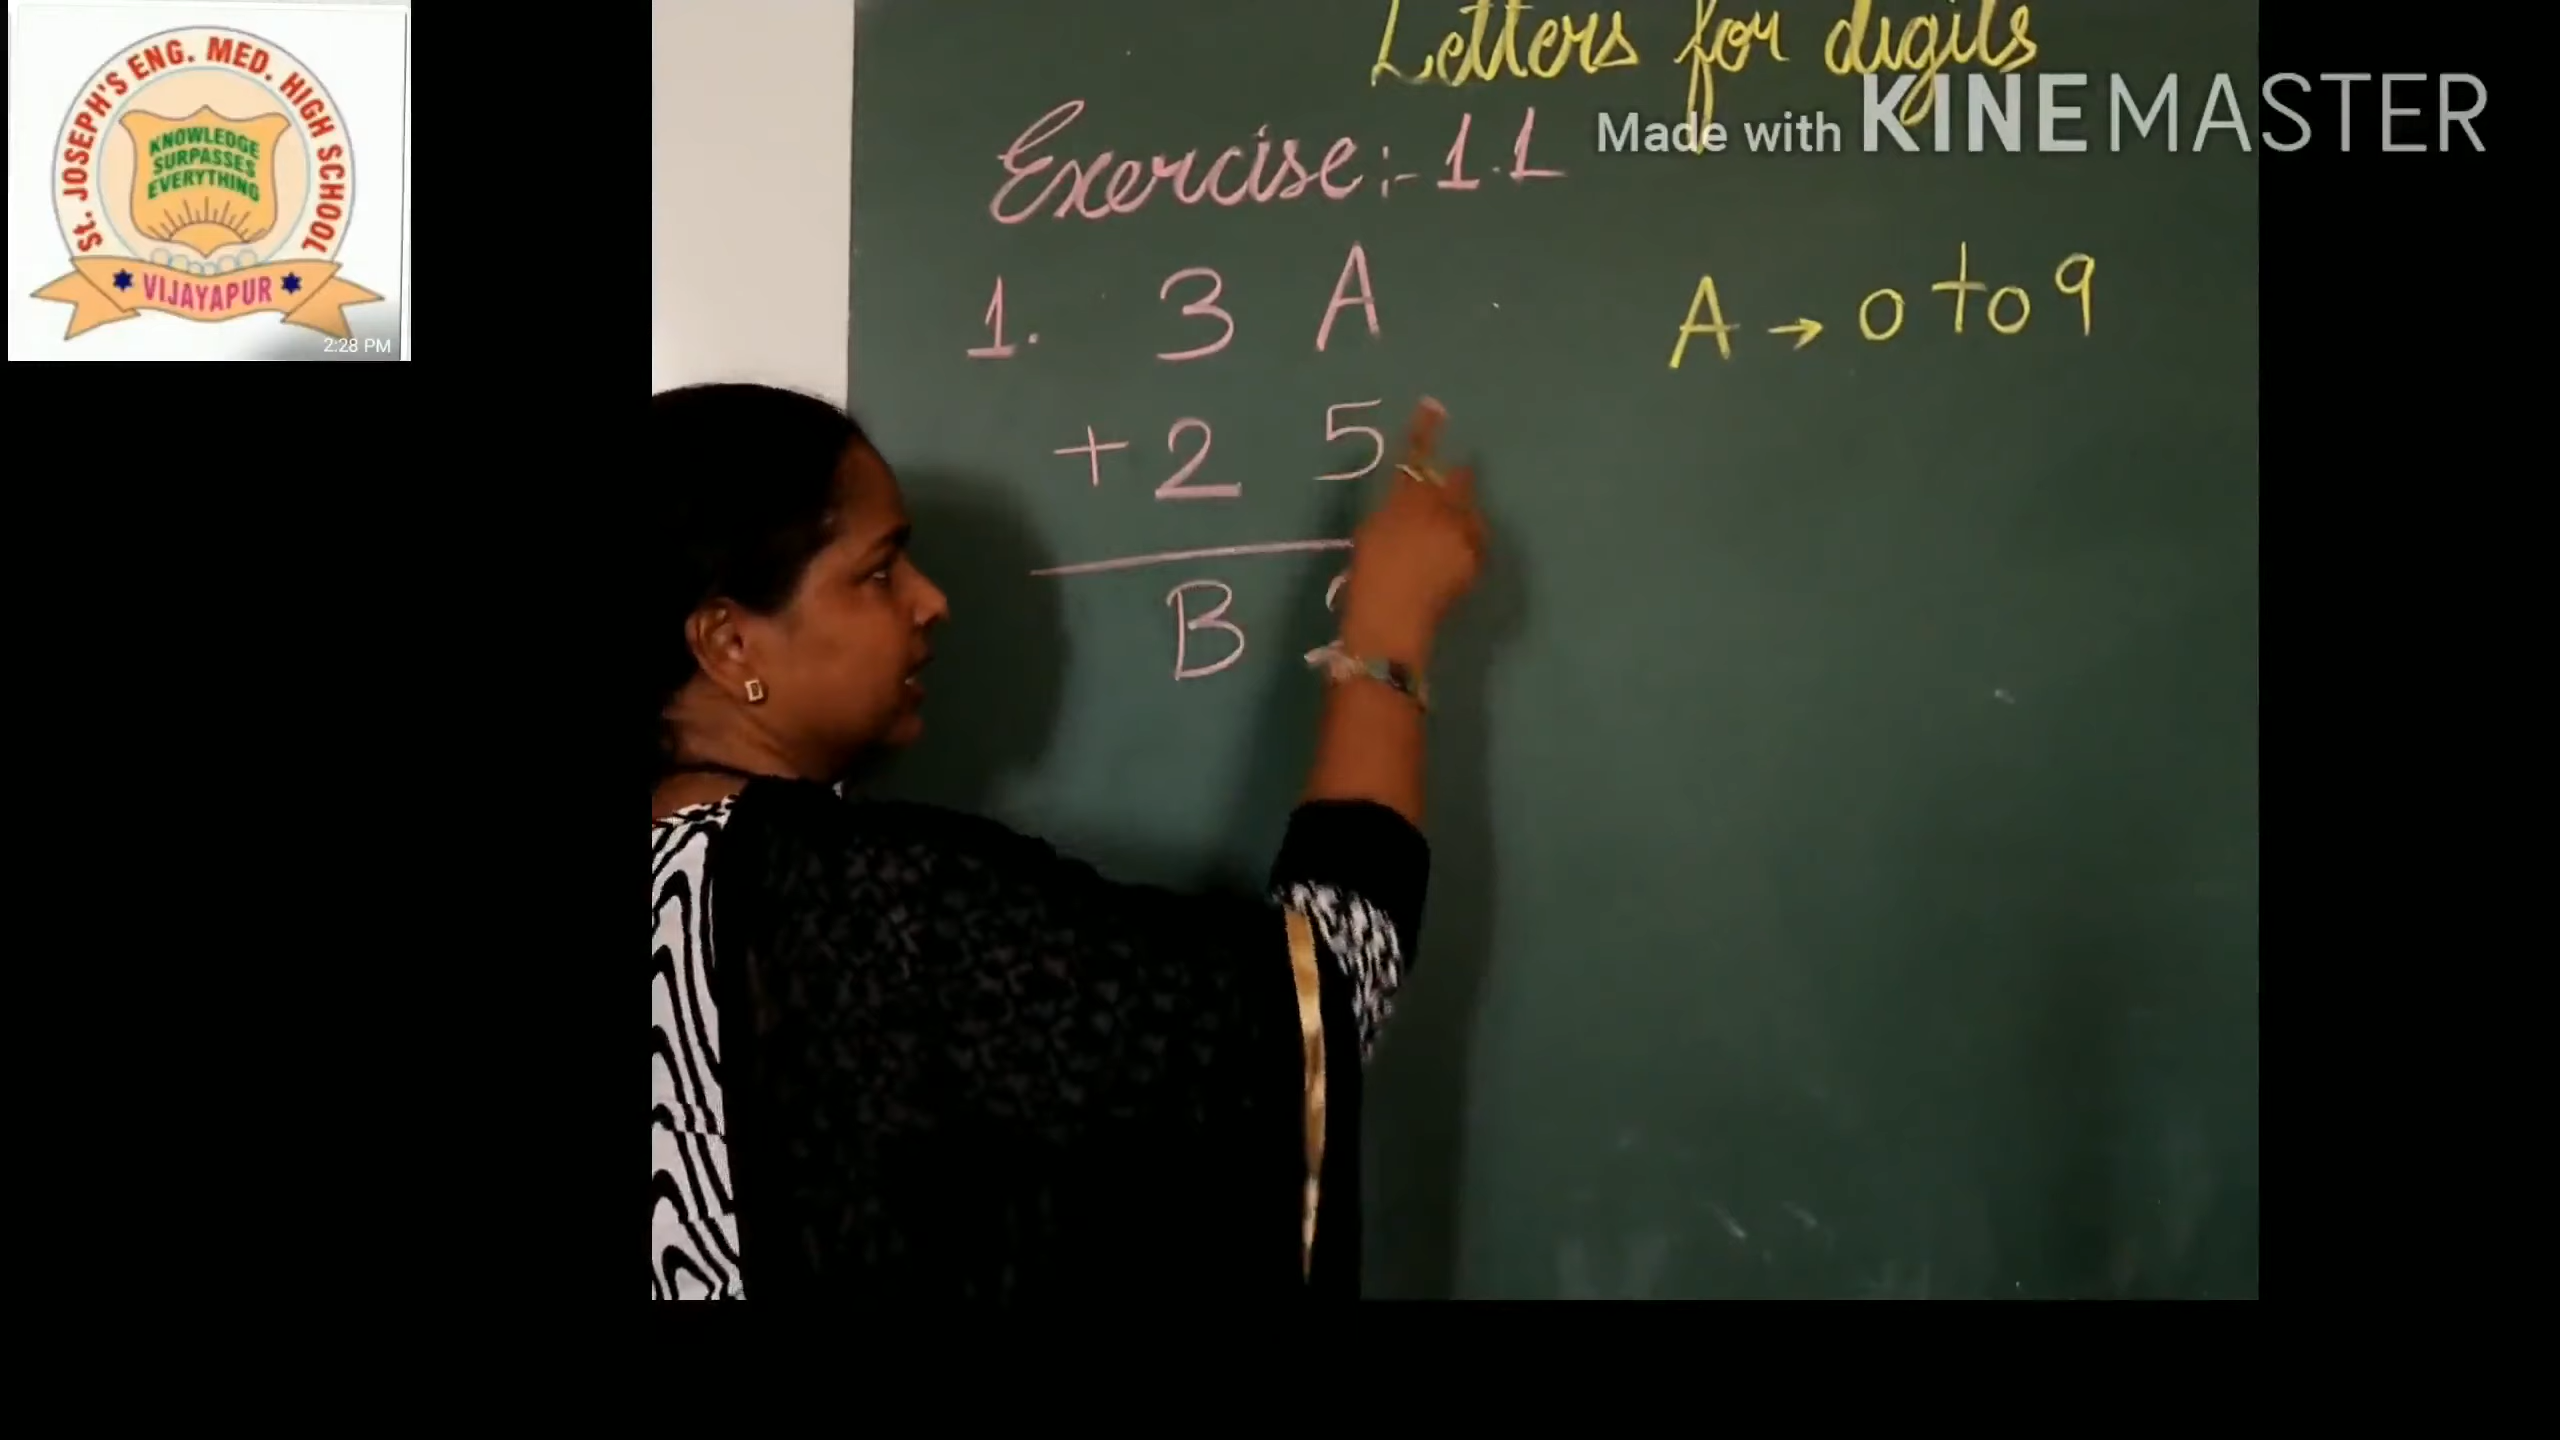 St. JOSEPH'S ENG. MED. HIGH SCHOOL
KNOWLEDGE
SURPASSES
EVERYTHING
VIJAYAPUR
2:28 PM
Letters for digits
Made with KINEMASTER
Exercise:- 1.1
1. 3 A
A → 0 to 9
+ 2 5
B